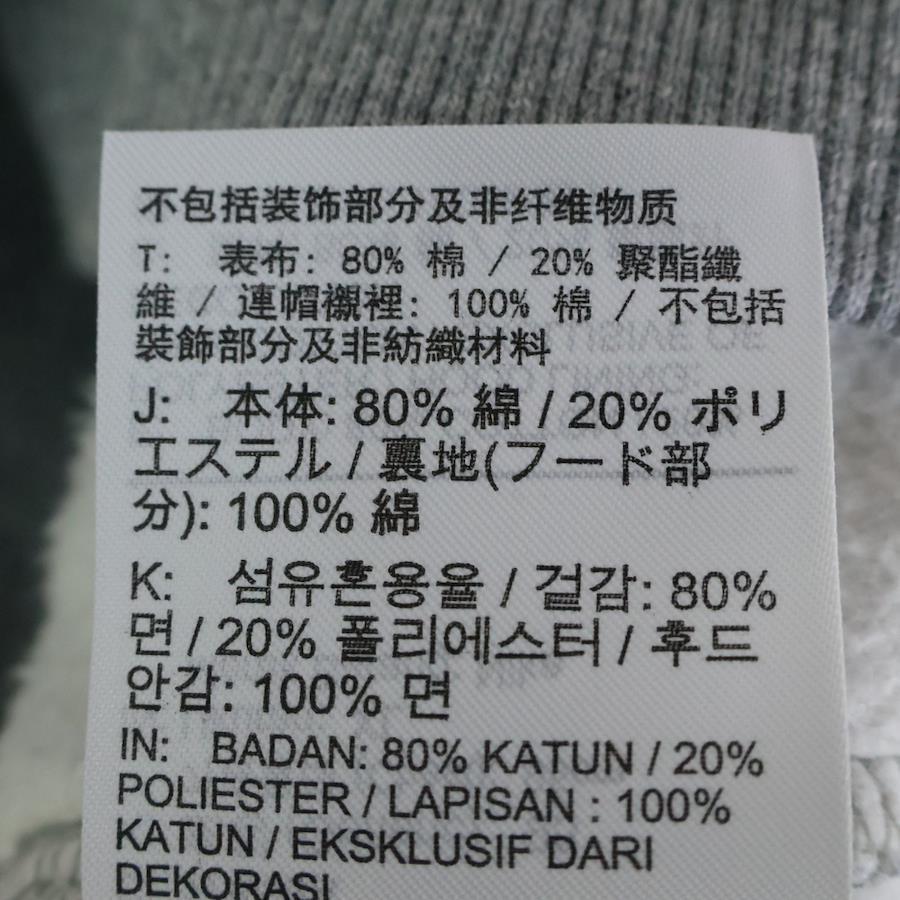 不包括装饰部分及非纤维物质
T: 表布: 80% 棉 / 20% 聚酯纖
維 / 連帽襯裡: 100% 棉 / 不包括
裝飾部分及非紡織材料
J: 本体: 80% 綿 / 20% ポリ
エステル / 裏地(フード部
分): 100% 綿
K: 섬유혼용율 / 겉감: 80%
면 / 20% 폴리에스터 / 후드
안감: 100% 면
IN: BADAN: 80% KATUN / 20%
POLIESTER / LAPISAN : 100%
KATUN / EKSKLUSIF DARI
DEKORASI